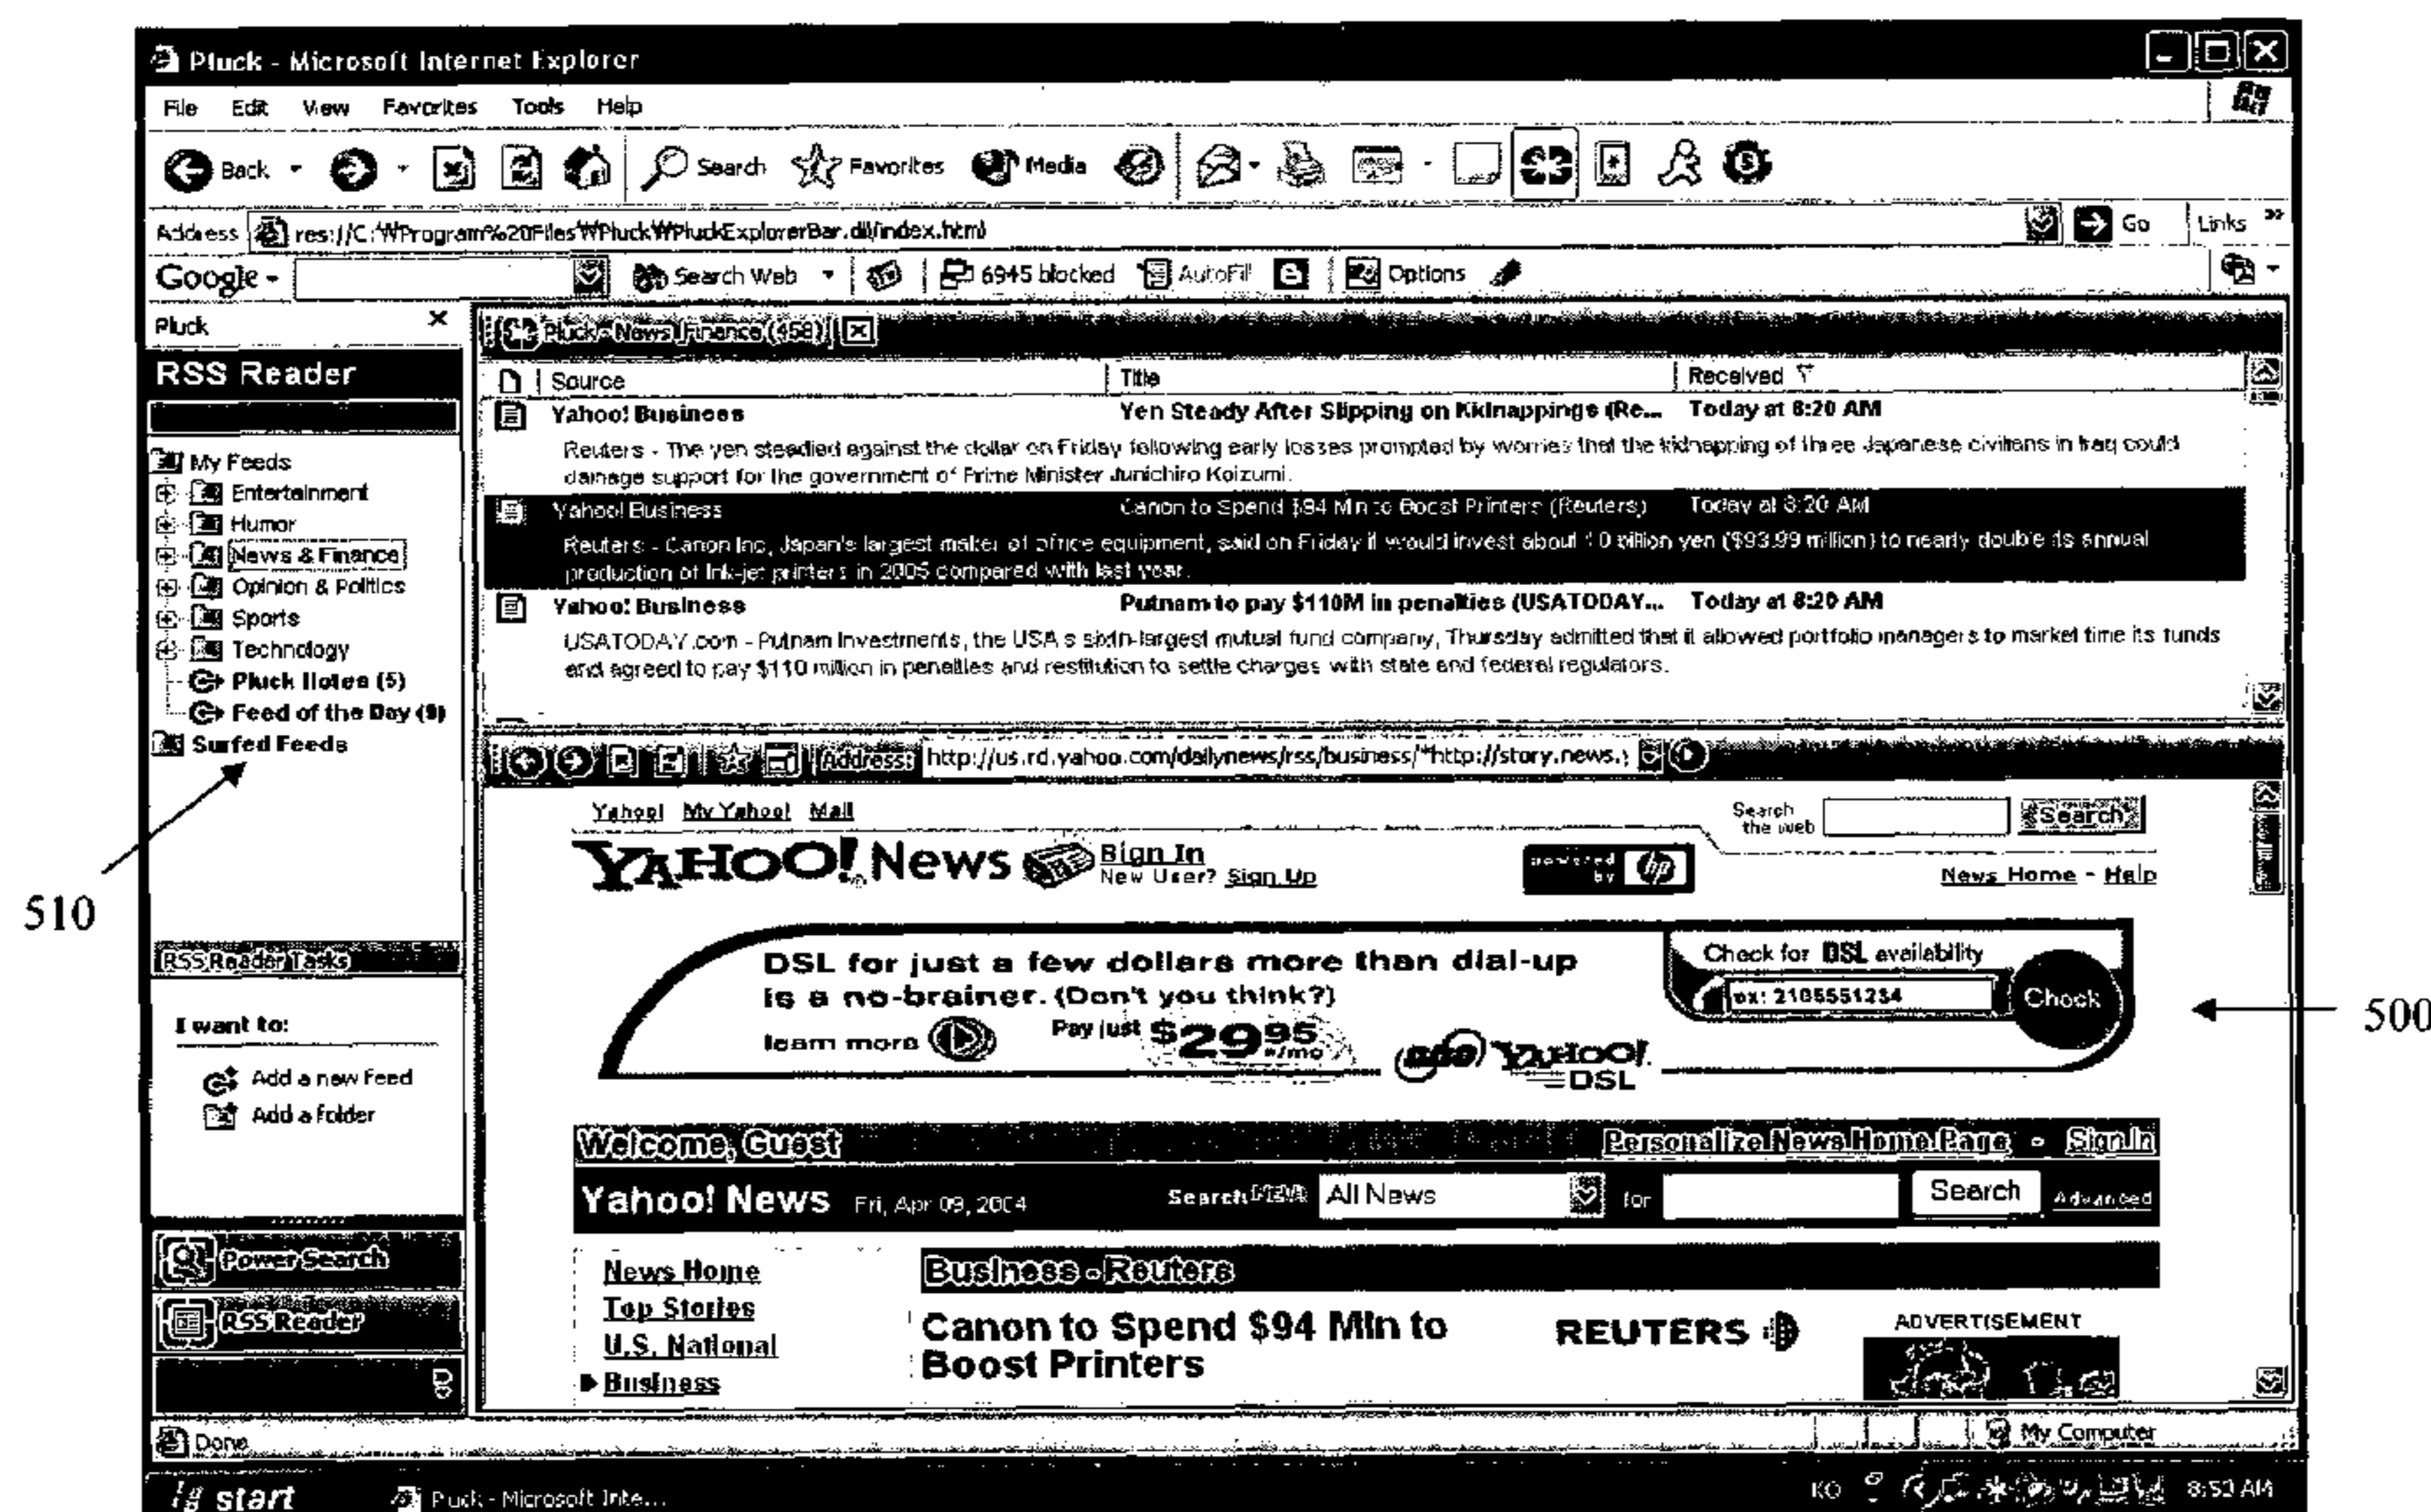 Pluck - Microsoft Internet Explorer
File Edit View Favorites Tools Help
Back Search Favorites Media
Address res://C:\Program%20Files\Pluck\PluckExplorerBar.dll/index.html Go Links »
Google - Search Web 6945 blocked AutoFill Options
Pluck ×
Pluck - News | Finance (458)
RSS Reader
Source Title Received
Yahoo! Business Yen Steady After Slipping on Kidnappings (Re... Today at 8:20 AM
Reuters - The yen steadied against the dollar on Friday following early losses prompted by worries that the kidnapping of three Japanese civilians in Iraq could
damage support for the government of Prime Minister Junichiro Koizumi.
Yahoo! Business Canon to Spend $94 Mln to Boost Printers (Reuters) Today at 8:20 AM
Reuters - Canon Inc, Japan's largest maker of office equipment, said on Friday it would invest about 10 billion yen ($93.99 million) to nearly double its annual
production of ink-jet printers in 2005 compared with last year.
Yahoo! Business Putnam to pay $110M in penalties (USATODAY... Today at 8:20 AM
USATODAY.com - Putnam Investments, the USA's sixth-largest mutual fund company, Thursday admitted that it allowed portfolio managers to market time its funds
and agreed to pay $110 million in penalties and restitution to settle charges with state and federal regulators.
My Feeds
Entertainment
Humor
News & Finance
Opinion & Politics
Sports
Technology
Pluck Notes (5)
Feed of the Day (9)
Surfed Feeds
510
RSS Reader Tasks
I want to:
Add a new feed
Add a folder
Power Search
RSS Reader
Address: http://us.rd.yahoo.com/dailynews/rss/business/*http://story.news.y
Yahoo! My Yahoo! Mail
Search
the web Search
YAHOO! News Sign In
New User? Sign Up
powered
by hp
News Home - Help
DSL for just a few dollars more than dial-up
is a no-brainer. (Don't you think?)
learn more Pay just $29.95 /mo
YAHOO!
DSL
Check for DSL availability
ex: 2105551234 Check
500
Welcome, Guest Personalize News Home Page - Sign In
Yahoo! News Fri, Apr 09, 2004 Search All News for Search Advanced
News Home
Top Stories
U.S. National
Business
Business - Reuters
Canon to Spend $94 Mln to
Boost Printers
REUTERS
ADVERTISEMENT
Done My Computer
start Pluck - Microsoft Inte... KO 8:53 AM